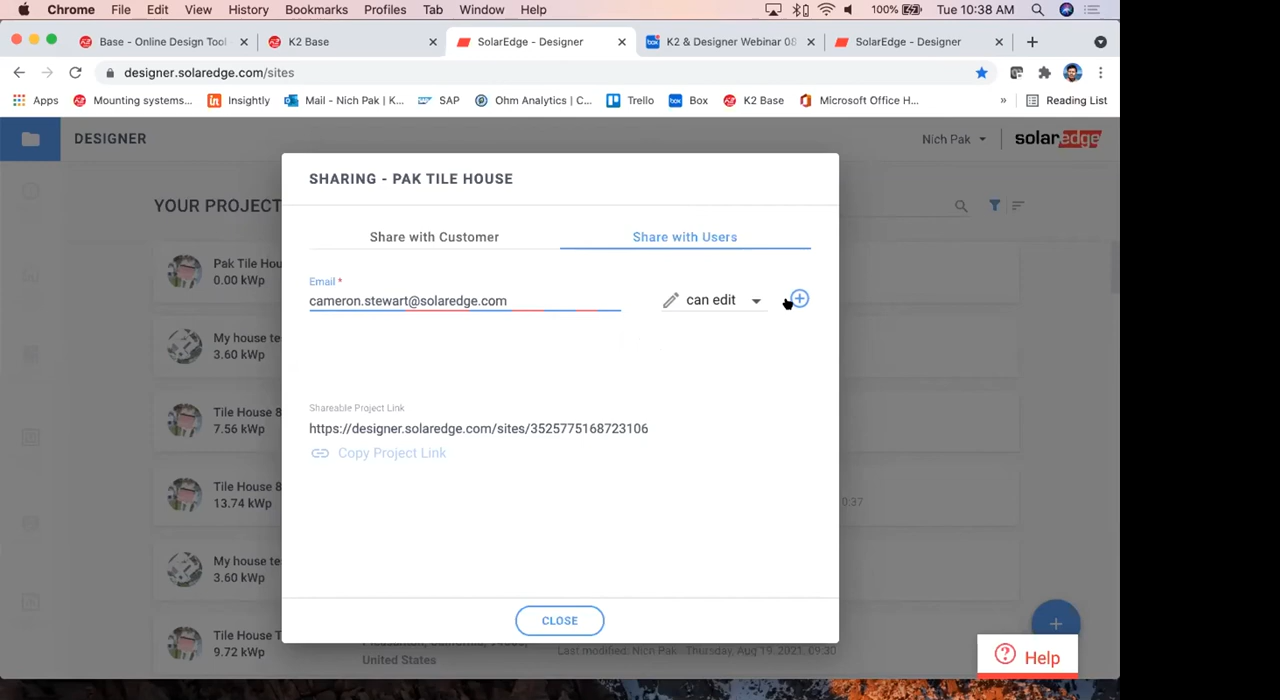 Chrome File Edit View History Bookmarks Profiles Tab Window Help 100% Tue 10:38 AM
Base - Online Design Tool K2 Base SolarEdge - Designer K2 & Designer Webinar 08 SolarEdge - Designer
designer.solaredge.com/sites
Apps Mounting systems... Insightly Mail - Nich Pak | K... SAP Ohm Analytics | C... Trello Box K2 Base Microsoft Office H... » Reading List
DESIGNER Nich Pak solaredge
SHARING - PAK TILE HOUSE
YOUR PROJECT
Share with Customer Share with Users
Pak Tile Hou
0.00 kWp
Email *
cameron.stewart@solaredge.com can edit
My house te
3.60 kWp
Shareable Project Link
Tile House 8
https://designer.solaredge.com/sites/3525775168723106
7.56 kWp
Copy Project Link
Tile House 8
13.74 kWp 0:37
My house te
3.60 kWp
CLOSE
Tile House T
9.72 kWp
United States
Last modified: Nich Pak Thursday, Aug 19, 2021, 09:30
Help